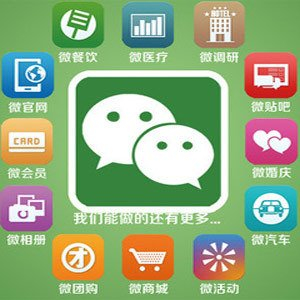 微餐饮 微医疗 微调研
HOTEL
微官网 微贴吧
CARD
微会员 微婚庆
我们能做的还有更多...
微相册 微汽车
微团购 微商城 微活动